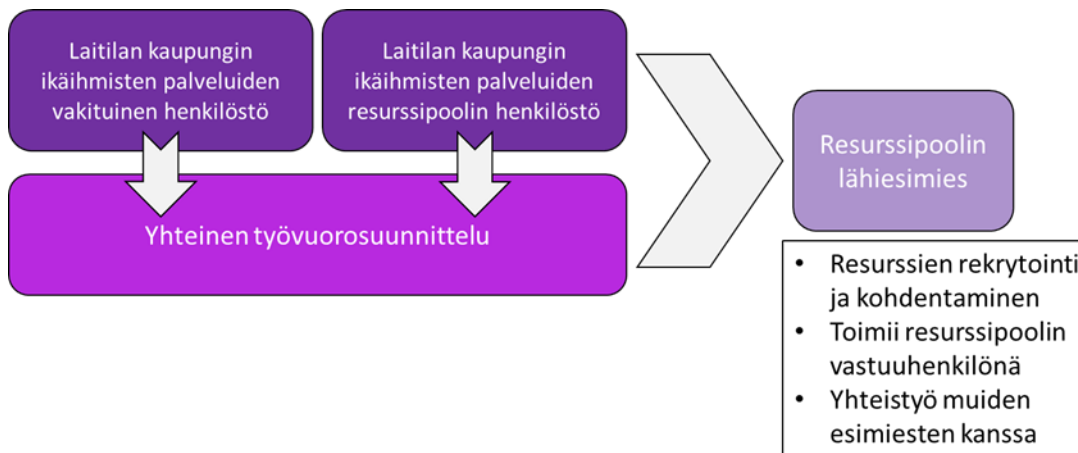 Laitilan kaupungin
ikäihmisten palveluiden
vakituinen henkilöstö
Laitilan kaupungin
ikäihmisten palveluiden
resurssipoolin henkilöstö
Yhteinen työvuorosuunnittelu
Resurssipoolin
lähiesimies
• Resurssien rekrytointi
ja kohdentaminen
• Toimii resurssipoolin
vastuuhenkilönä
• Yhteistyö muiden
esimiesten kanssa